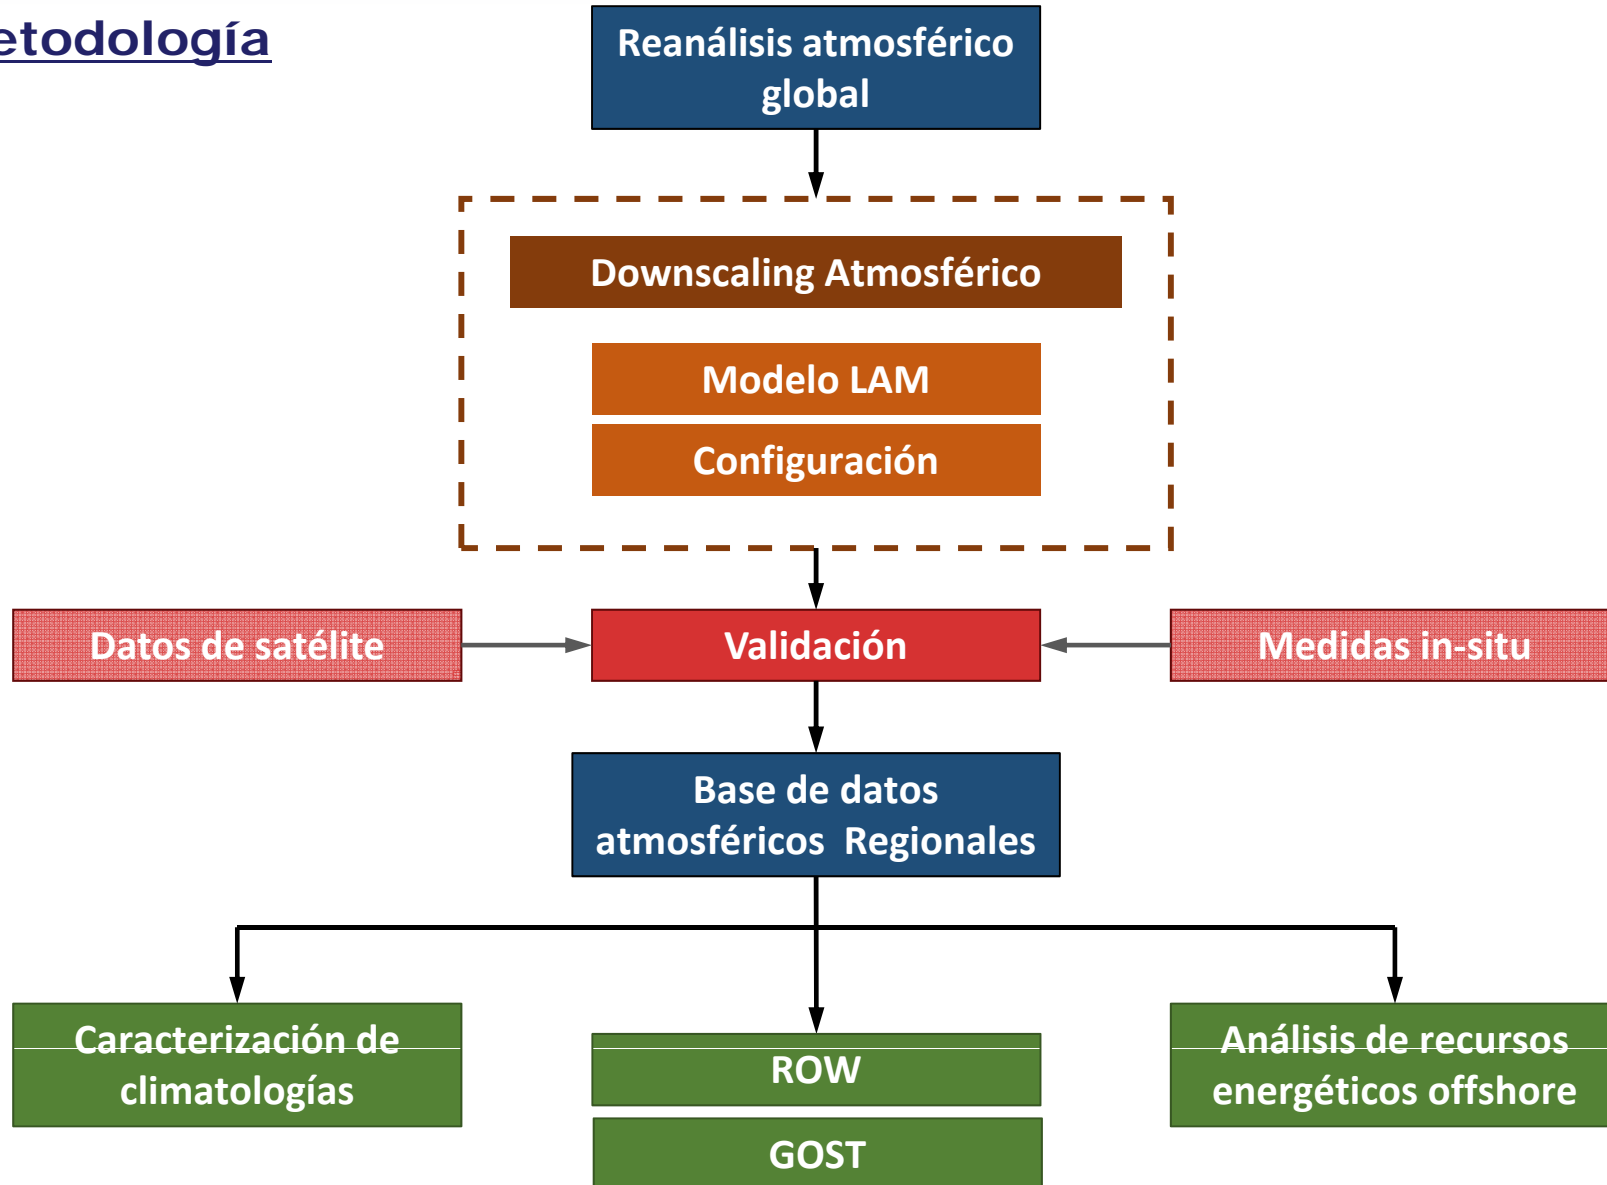 etodología
Reanálisis atmosférico
global
Downscaling Atmosférico
Modelo LAM
Configuración
Datos de satélite
Validación
Medidas in-situ
Base de datos
atmosféricos Regionales
Caracterización de
climatologías
ROW
GOST
Análisis de recursos
energéticos offshore